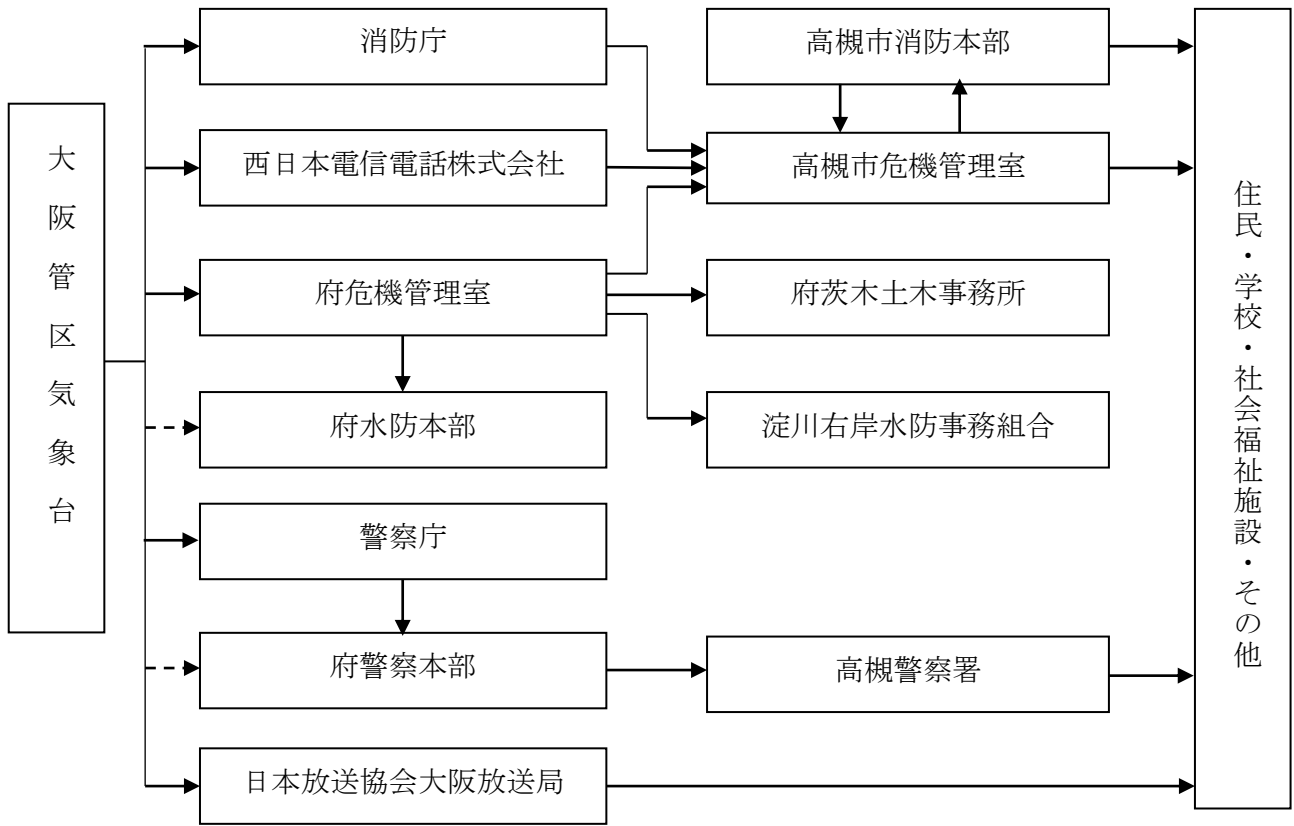 大阪管区気象台
消防庁
西日本電信電話株式会社
府危機管理室
府水防本部
警察庁
府警察本部
日本放送協会大阪放送局
高槻市消防本部
高槻市危機管理室
府茨木土木事務所
淀川右岸水防事務組合
高槻警察署
住民・学校・社会福祉施設・その他